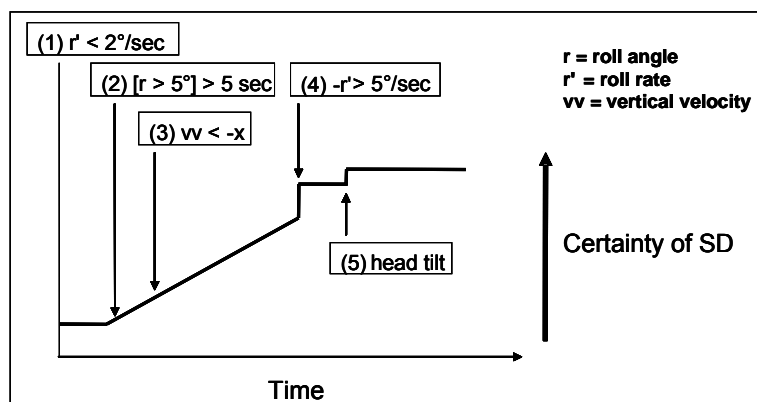 (1) r' < 2°/sec
(2) [r > 5°] > 5 sec
(3) vv < -x
(4) -r'> 5°/sec
r = roll angle
r' = roll rate
vv = vertical velocity
(5) head tilt
Certainty of SD
Time